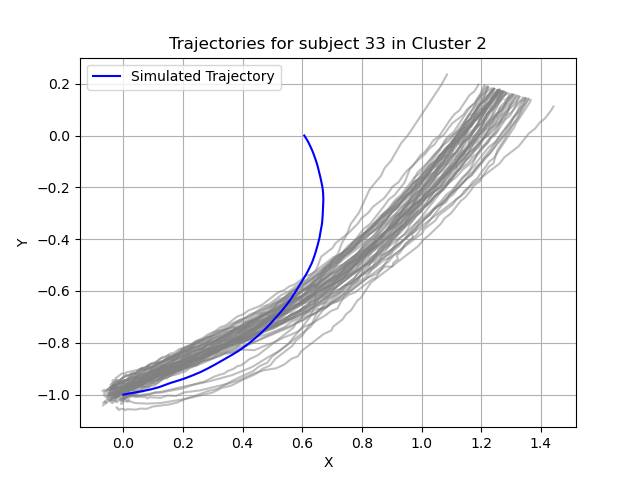 Trajectories for subject 33 in Cluster 2
Simulated Trajectory
0.2
0.0
−0.2
−0.4
−0.6
−0.8
−1.0
Y
0.0 0.2 0.4 0.6 0.8 1.0 1.2 1.4
X